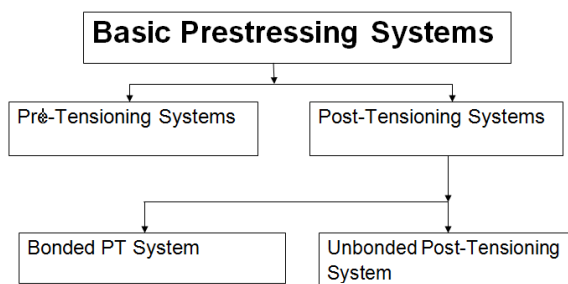 Basic Prestressing Systems
Pre-Tensioning Systems
Post-Tensioning Systems
Bonded PT System
Unbonded Post-Tensioning
System